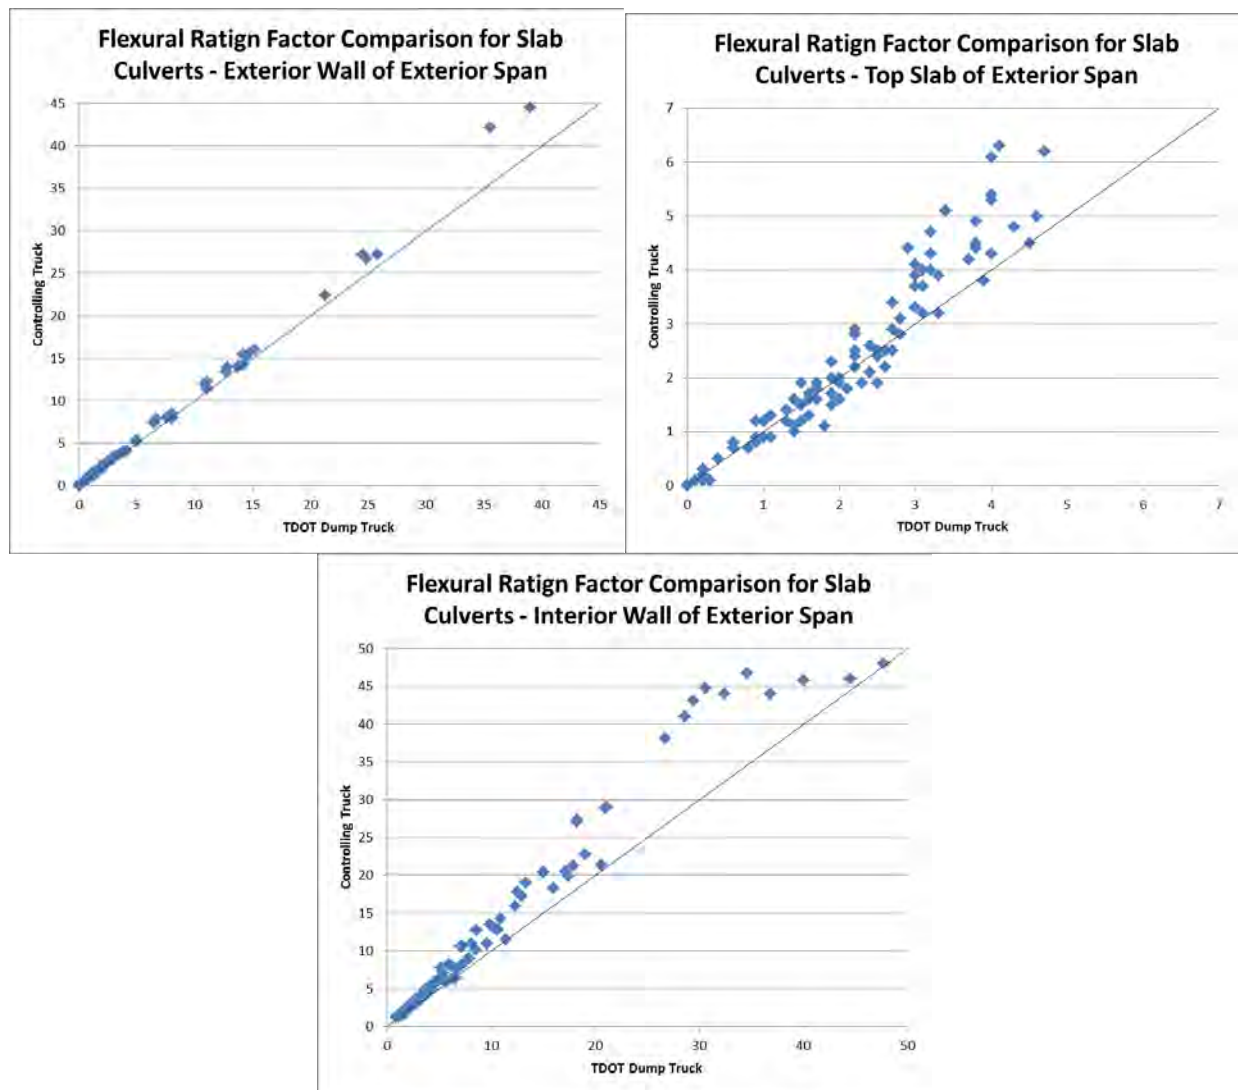 Flexural Ratign Factor Comparison for Slab
Culverts - Exterior Wall of Exterior Span
45
40
35
30
25
20
15
10
5
0
Controlling Truck
0 5 10 15 20 25 30 35 40 45
TDOT Dump Truck
Flexural Ratign Factor Comparison for Slab
Culverts - Top Slab of Exterior Span
7
6
5
4
3
2
1
0
Controlling Truck
0 1 2 3 4 5 6 7
TDOT Dump Truck
Flexural Ratign Factor Comparison for Slab
Culverts - Interior Wall of Exterior Span
50
45
40
35
30
25
20
15
10
5
0
Controlling Truck
0 10 20 30 40 50
TDOT Dump Truck